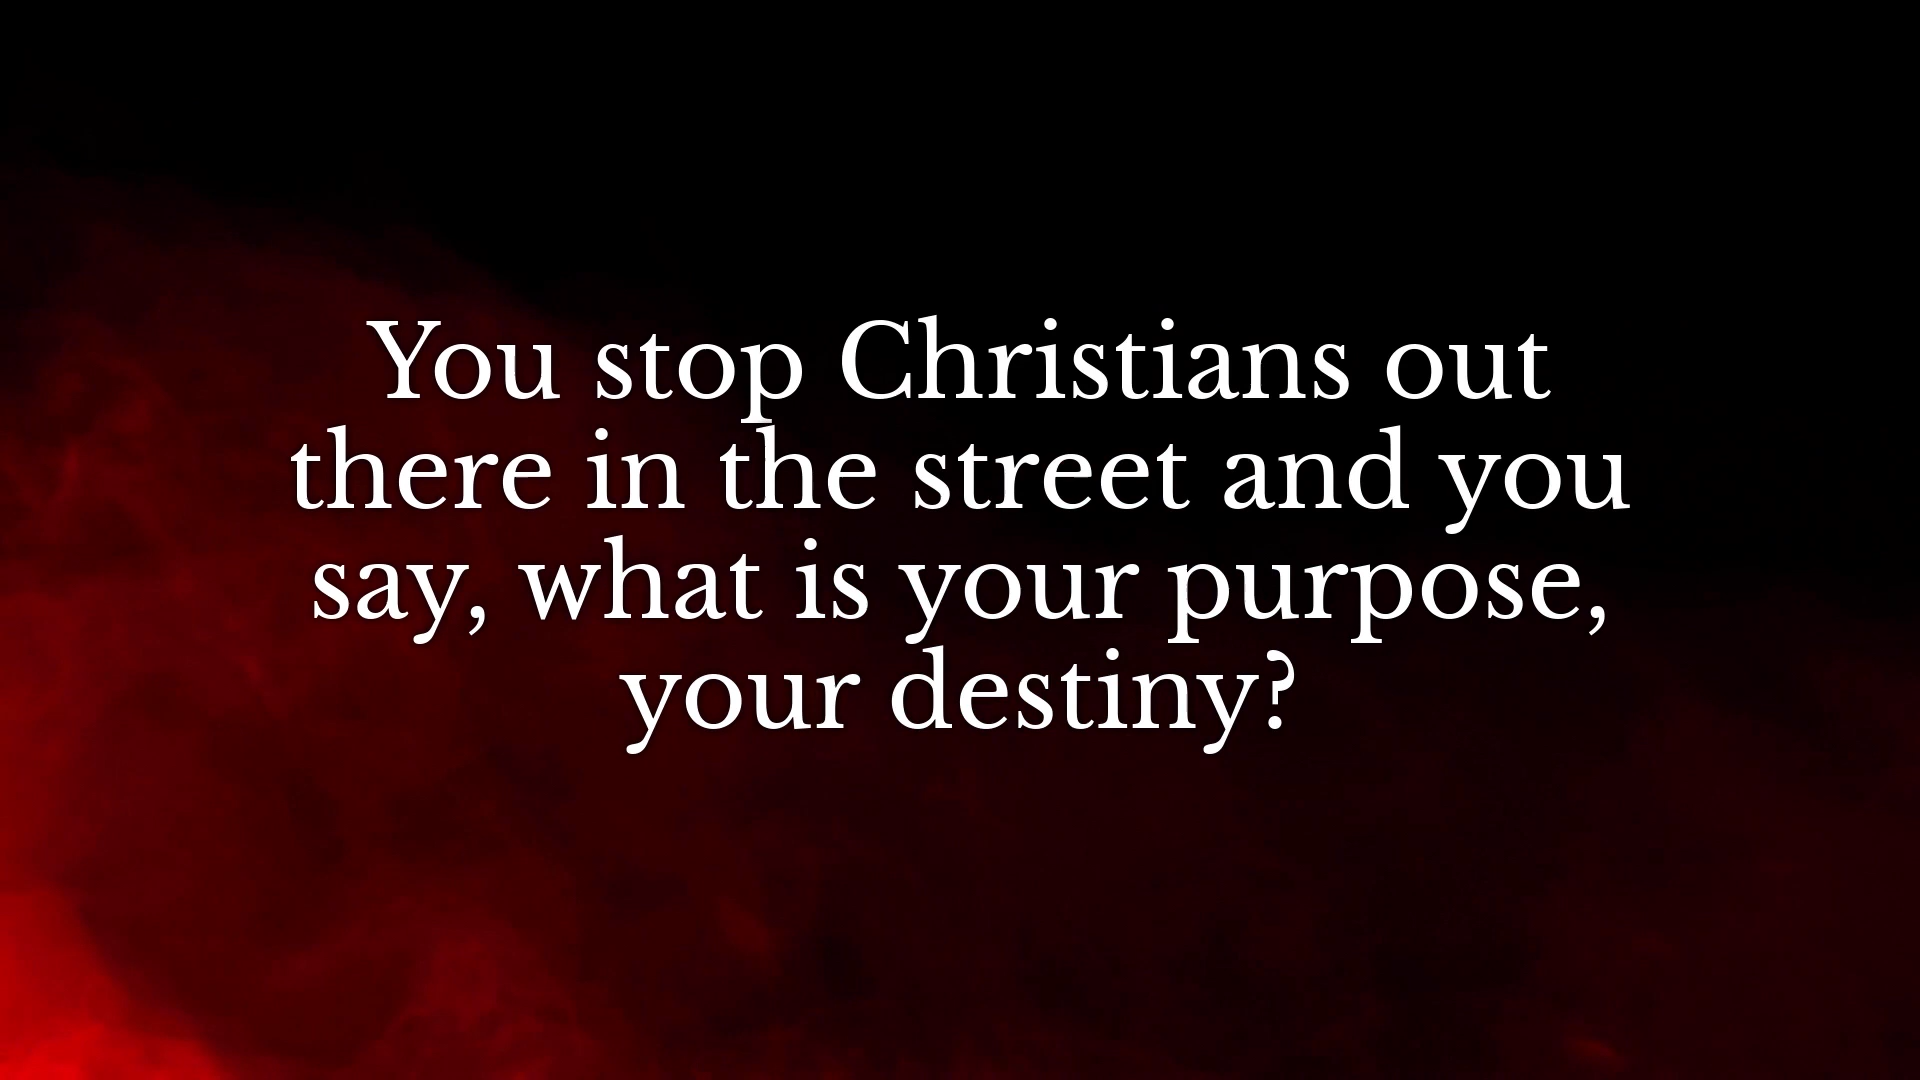 You stop Christians out
there in the street and you
say, what is your purpose,
your destiny?